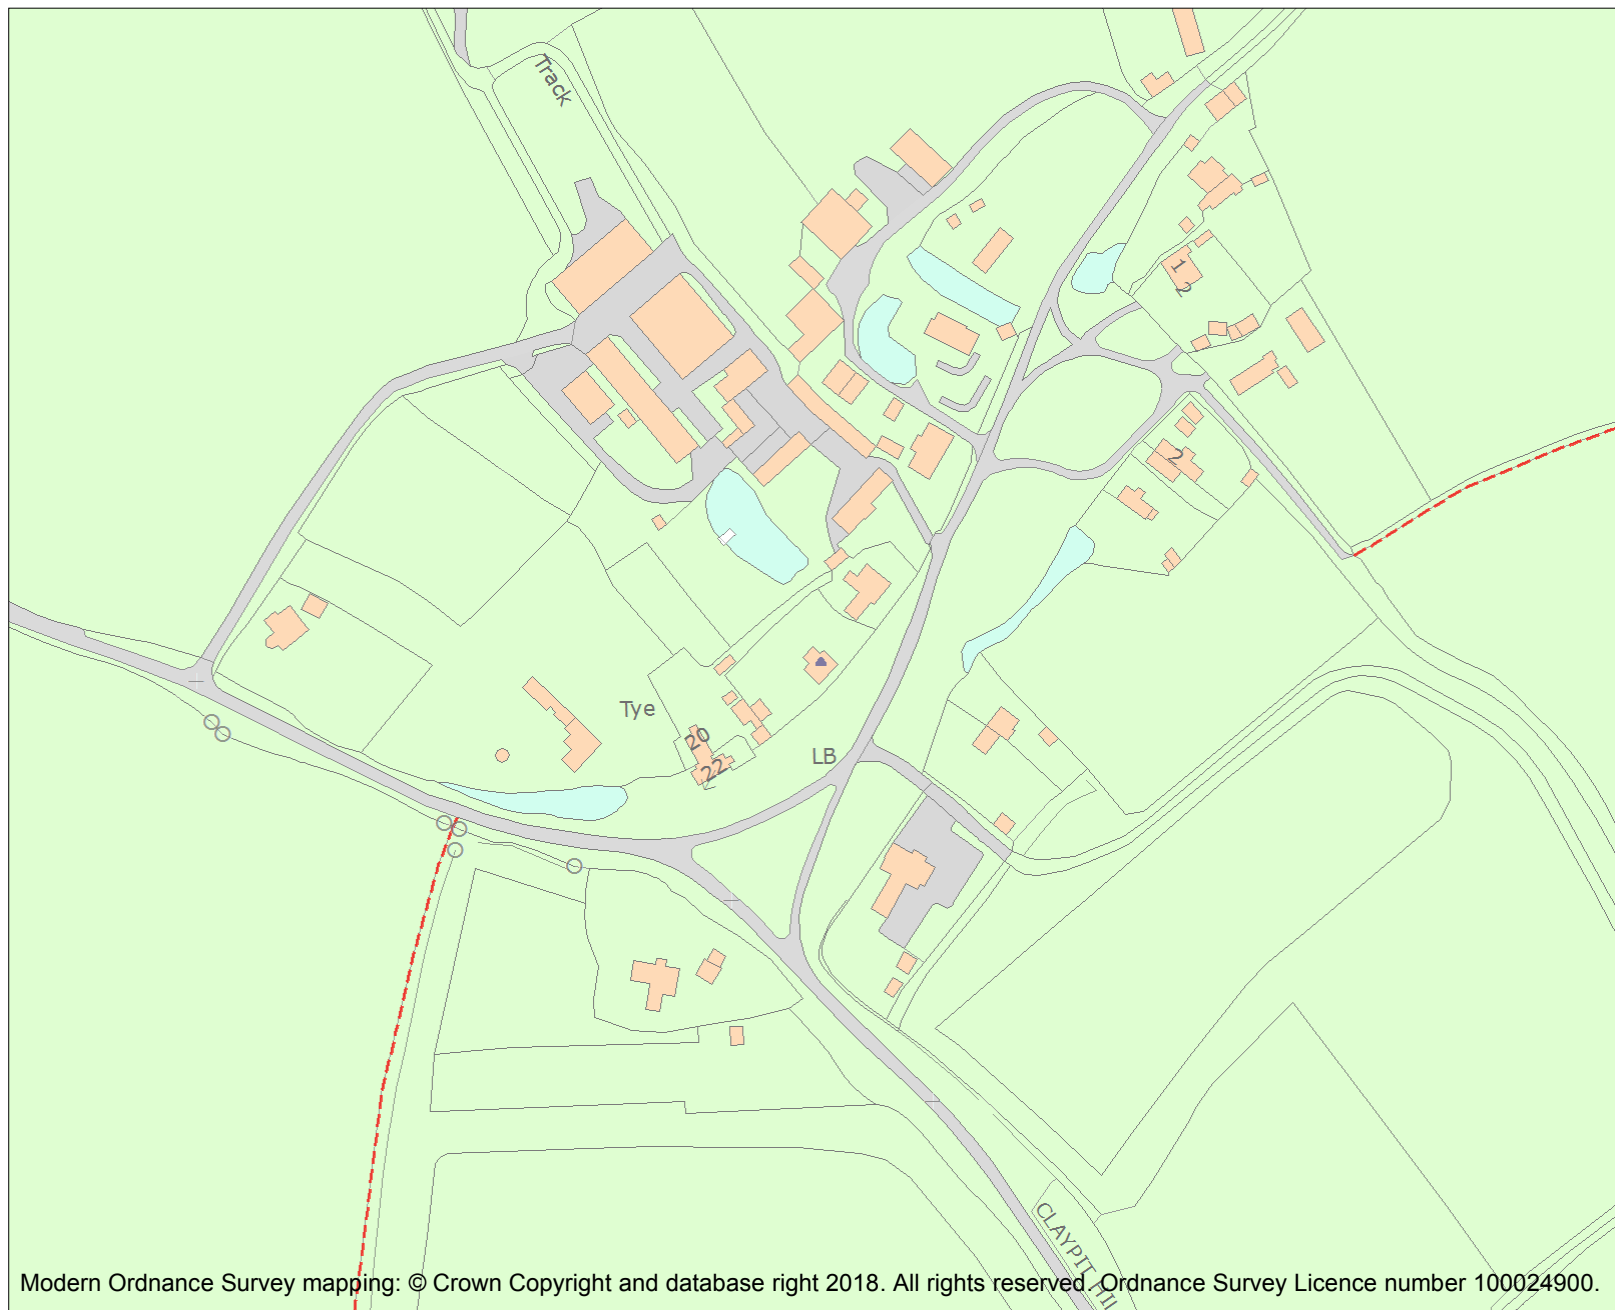 Track
1
2
2
Tye
20
22
LB
CLAYPIT HIL
Modern Ordnance Survey mapping: © Crown Copyright and database right 2018. All rights reserved. Ordnance Survey Licence number 100024900.